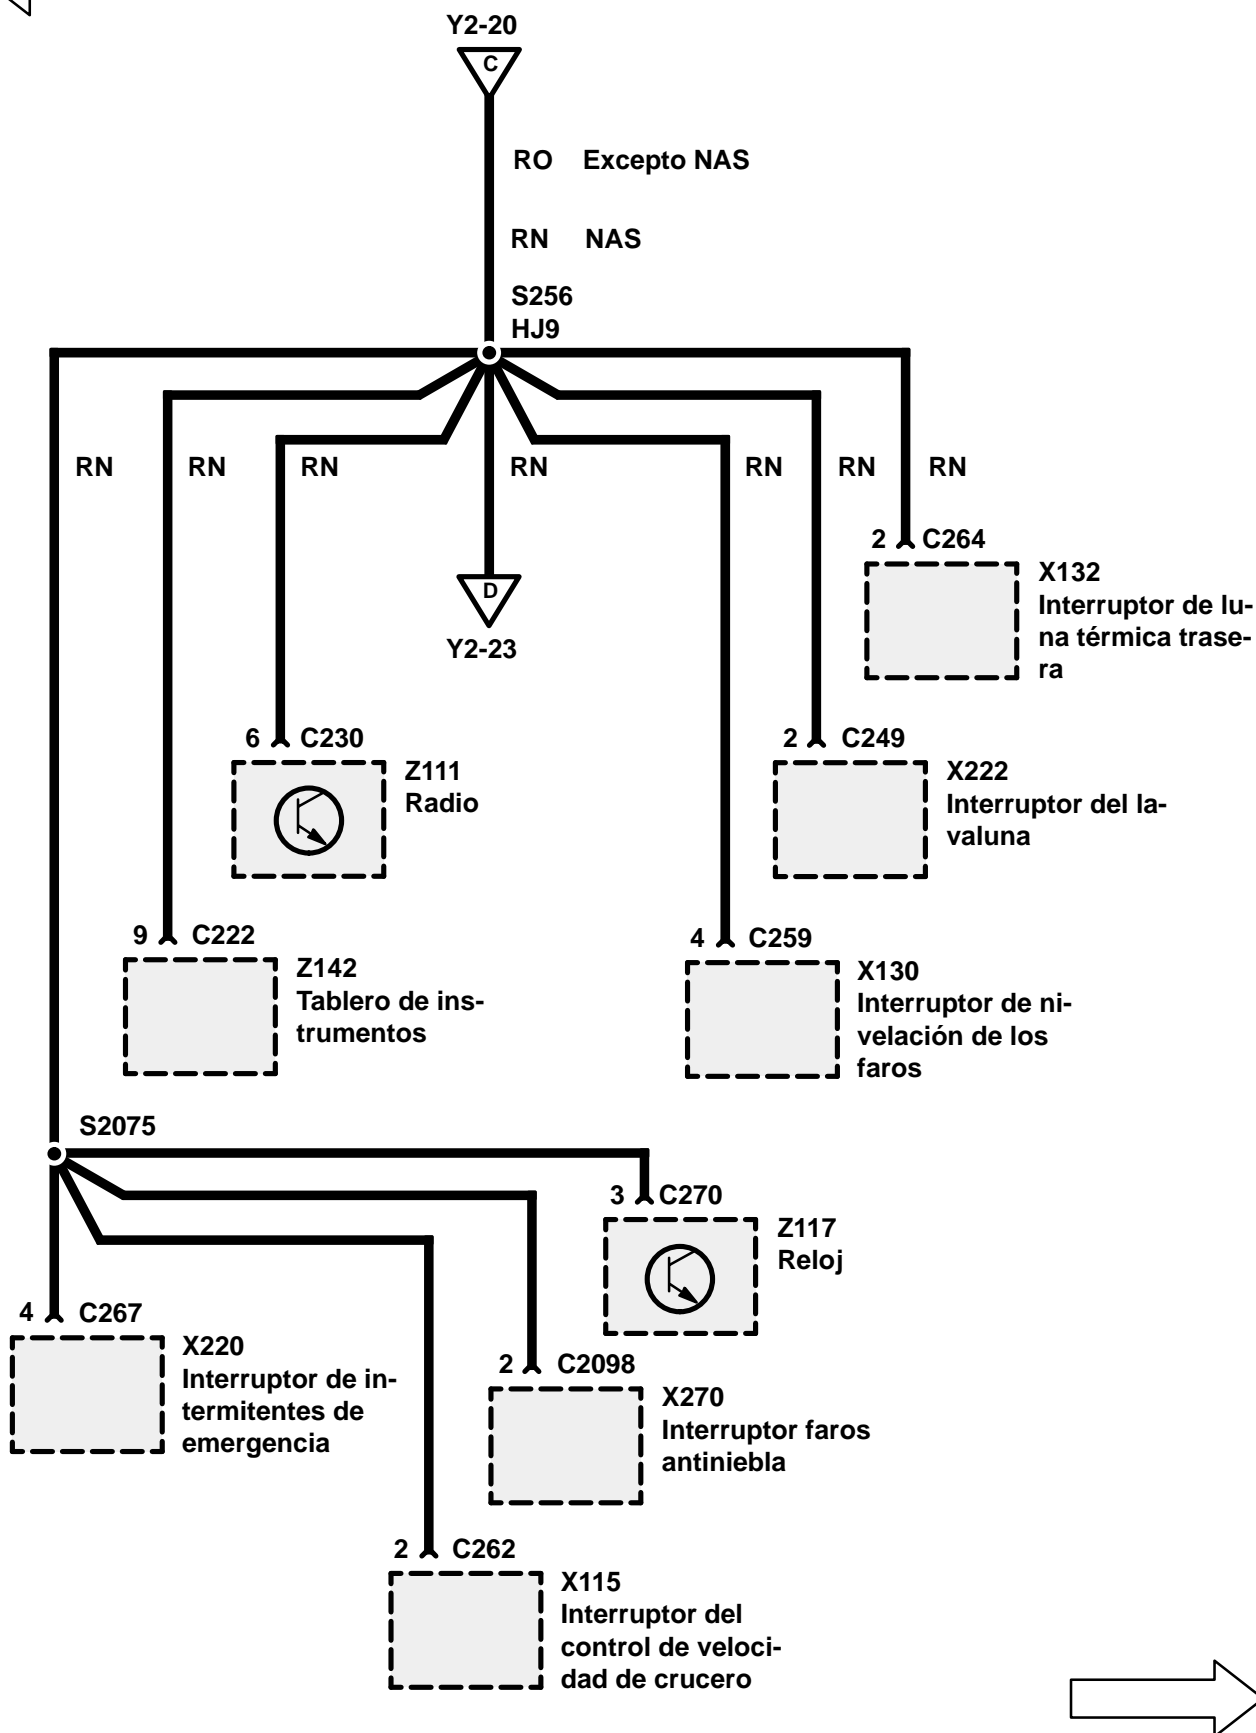 Y2-20
C
RO Excepto NAS
RN NAS
S256
HJ9
RN RN RN RN RN RN RN
2 C264
X132
Interruptor de lu-
na térmica trase-
ra
D
Y2-23
6 C230
Z111
Radio
2 C249
X222
Interruptor del la-
valuna
9 C222
Z142
Tablero de ins-
trumentos
4 C259
X130
Interruptor de ni-
velación de los
faros
S2075
3 C270
Z117
Reloj
4 C267
X220
Interruptor de in-
termitentes de
emergencia
2 C2098
X270
Interruptor faros
antiniebla
2 C262
X115
Interruptor del
control de veloci-
dad de crucero